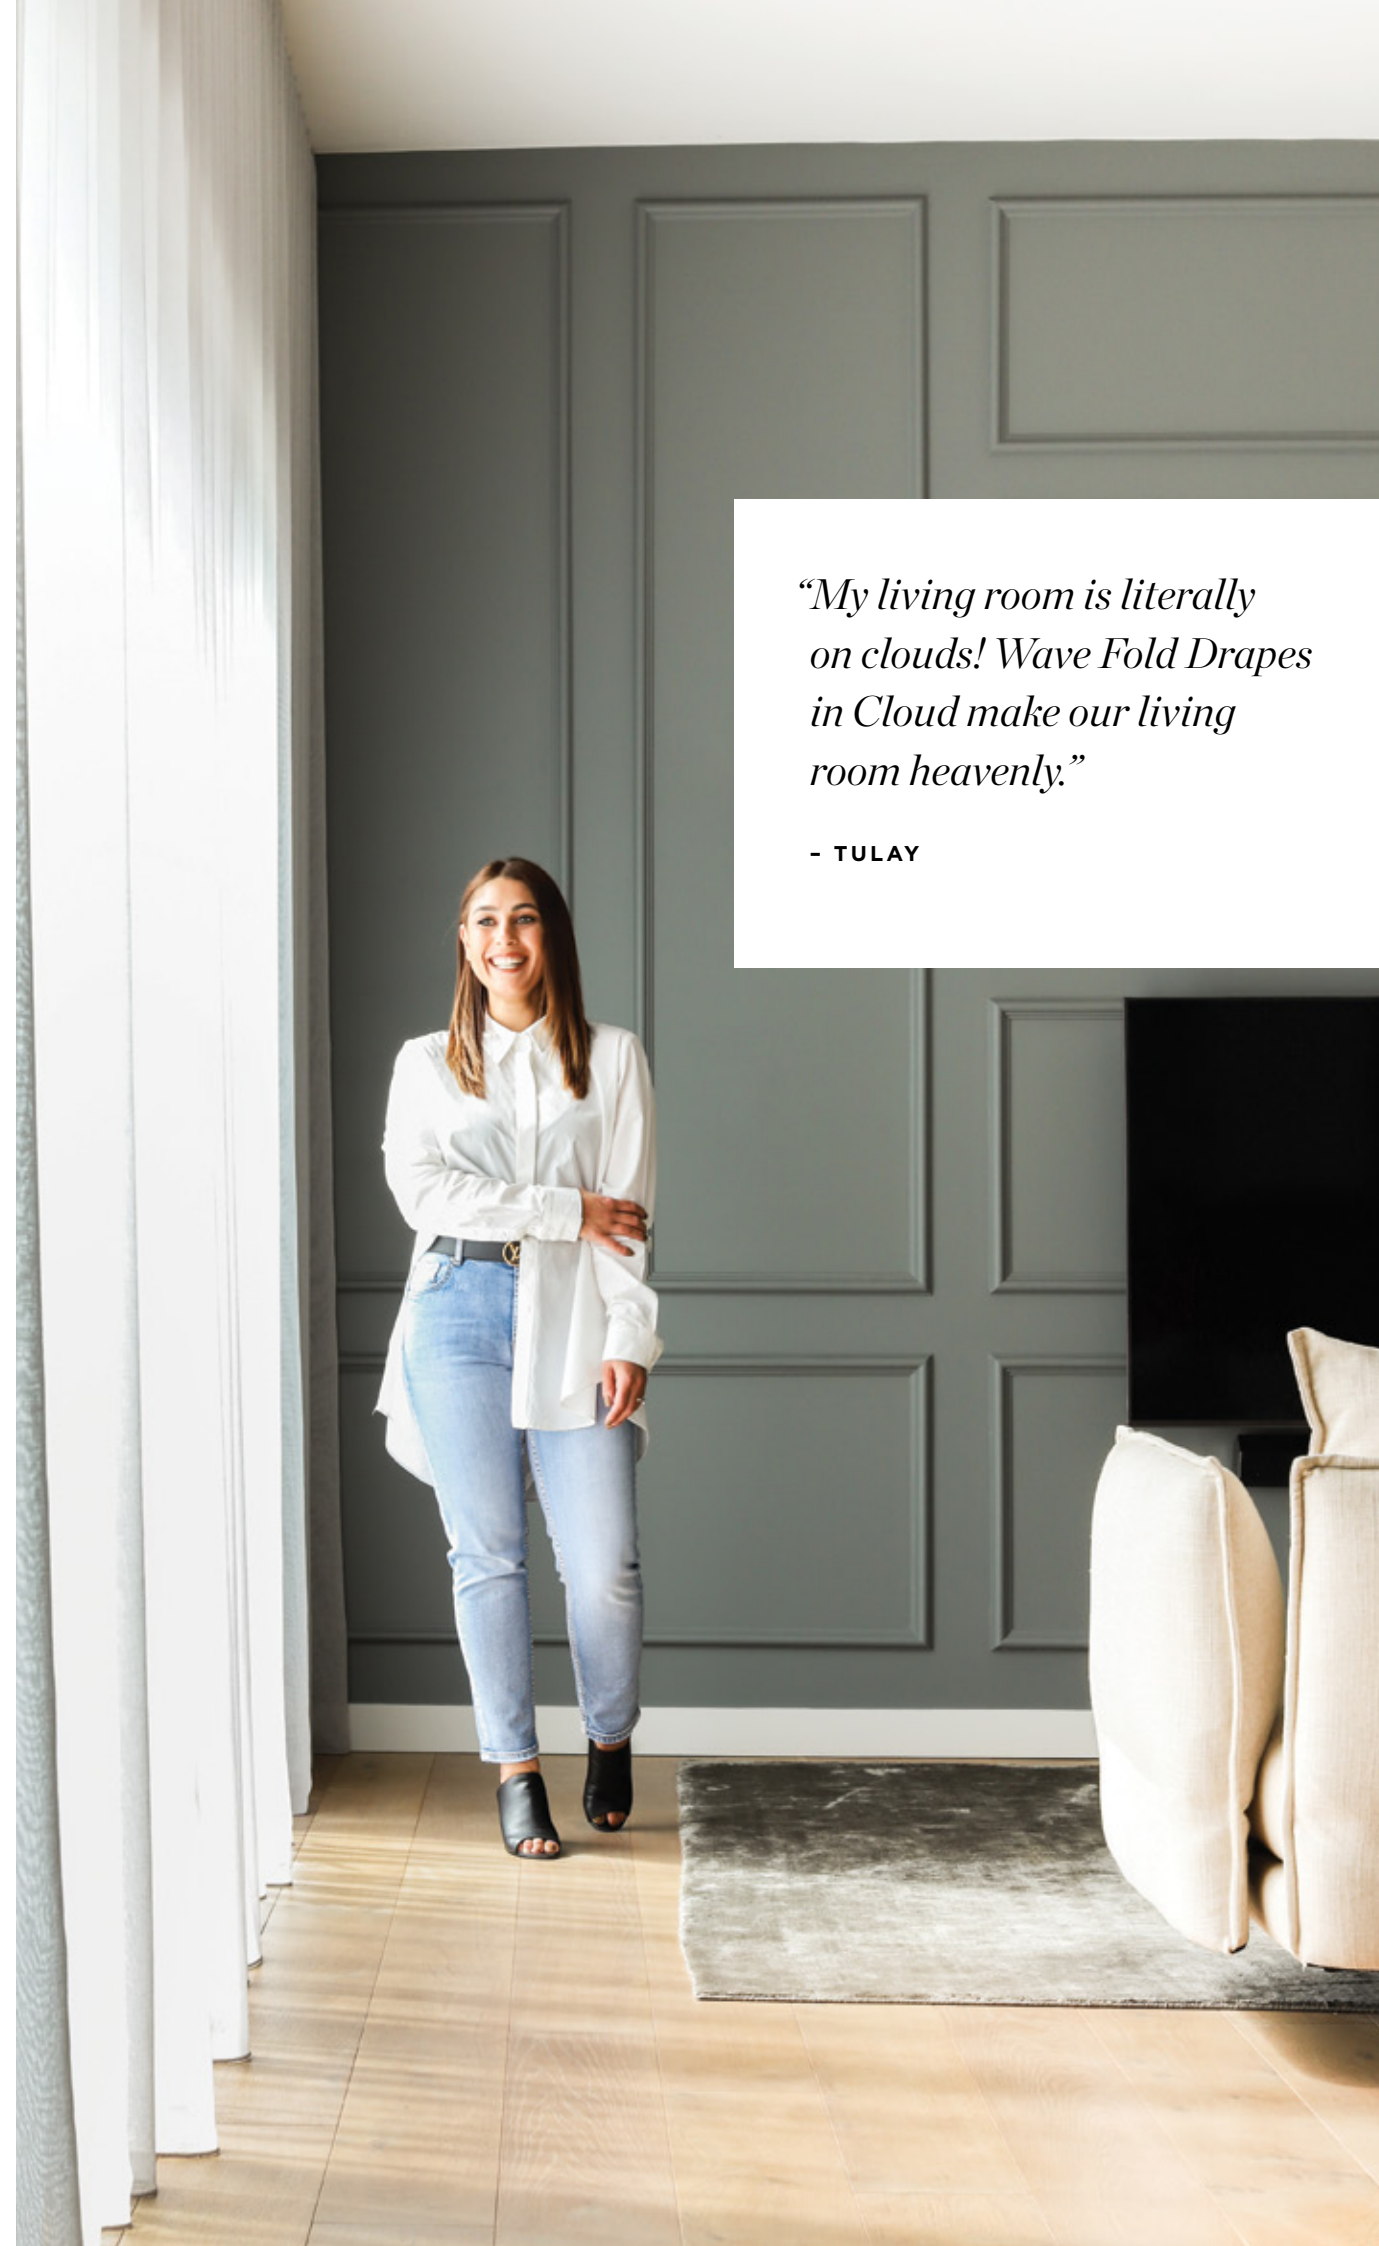 “My living room is literally
on clouds! Wave Fold Drapes
in Cloud make our living
room heavenly.”
– TULAY